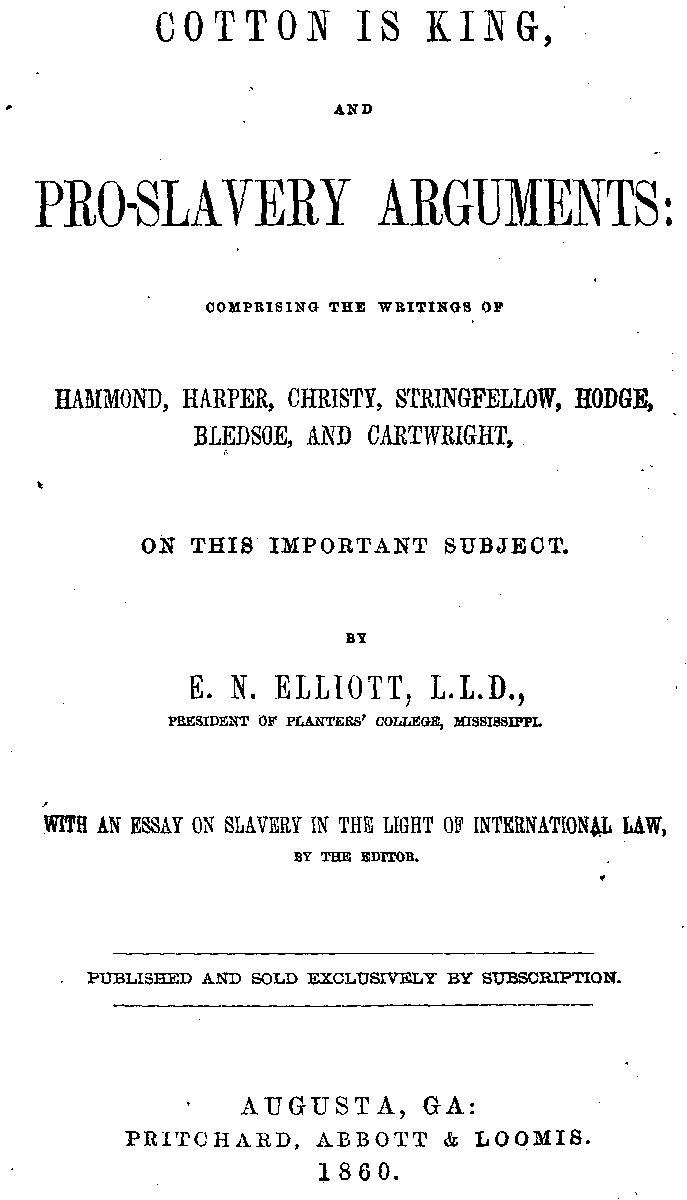 COTTON IS KING,
AND
PRO-SLAVERY ARGUMENTS:
COMPRISING THE WRITINGS OF
HAMMOND, HARPER, CHRISTY, STRINGFELLOW, HODGE,
BLEDSOE, AND CARTWRIGHT,
ON THIS IMPORTANT SUBJECT.
BY
E. N. ELLIOTT, L.L.D.,
PRESIDENT OF PLANTERS' COLLEGE, MISSISSIPPI.
WITH AN ESSAY ON SLAVERY IN THE LIGHT OF INTERNATIONAL LAW,
BY THE EDITOR.
PUBLISHED AND SOLD EXCLUSIVELY BY SUBSCRIPTION.
AUGUSTA, GA:
PRITCHARD, ABBOTT & LOOMIS.
1860.